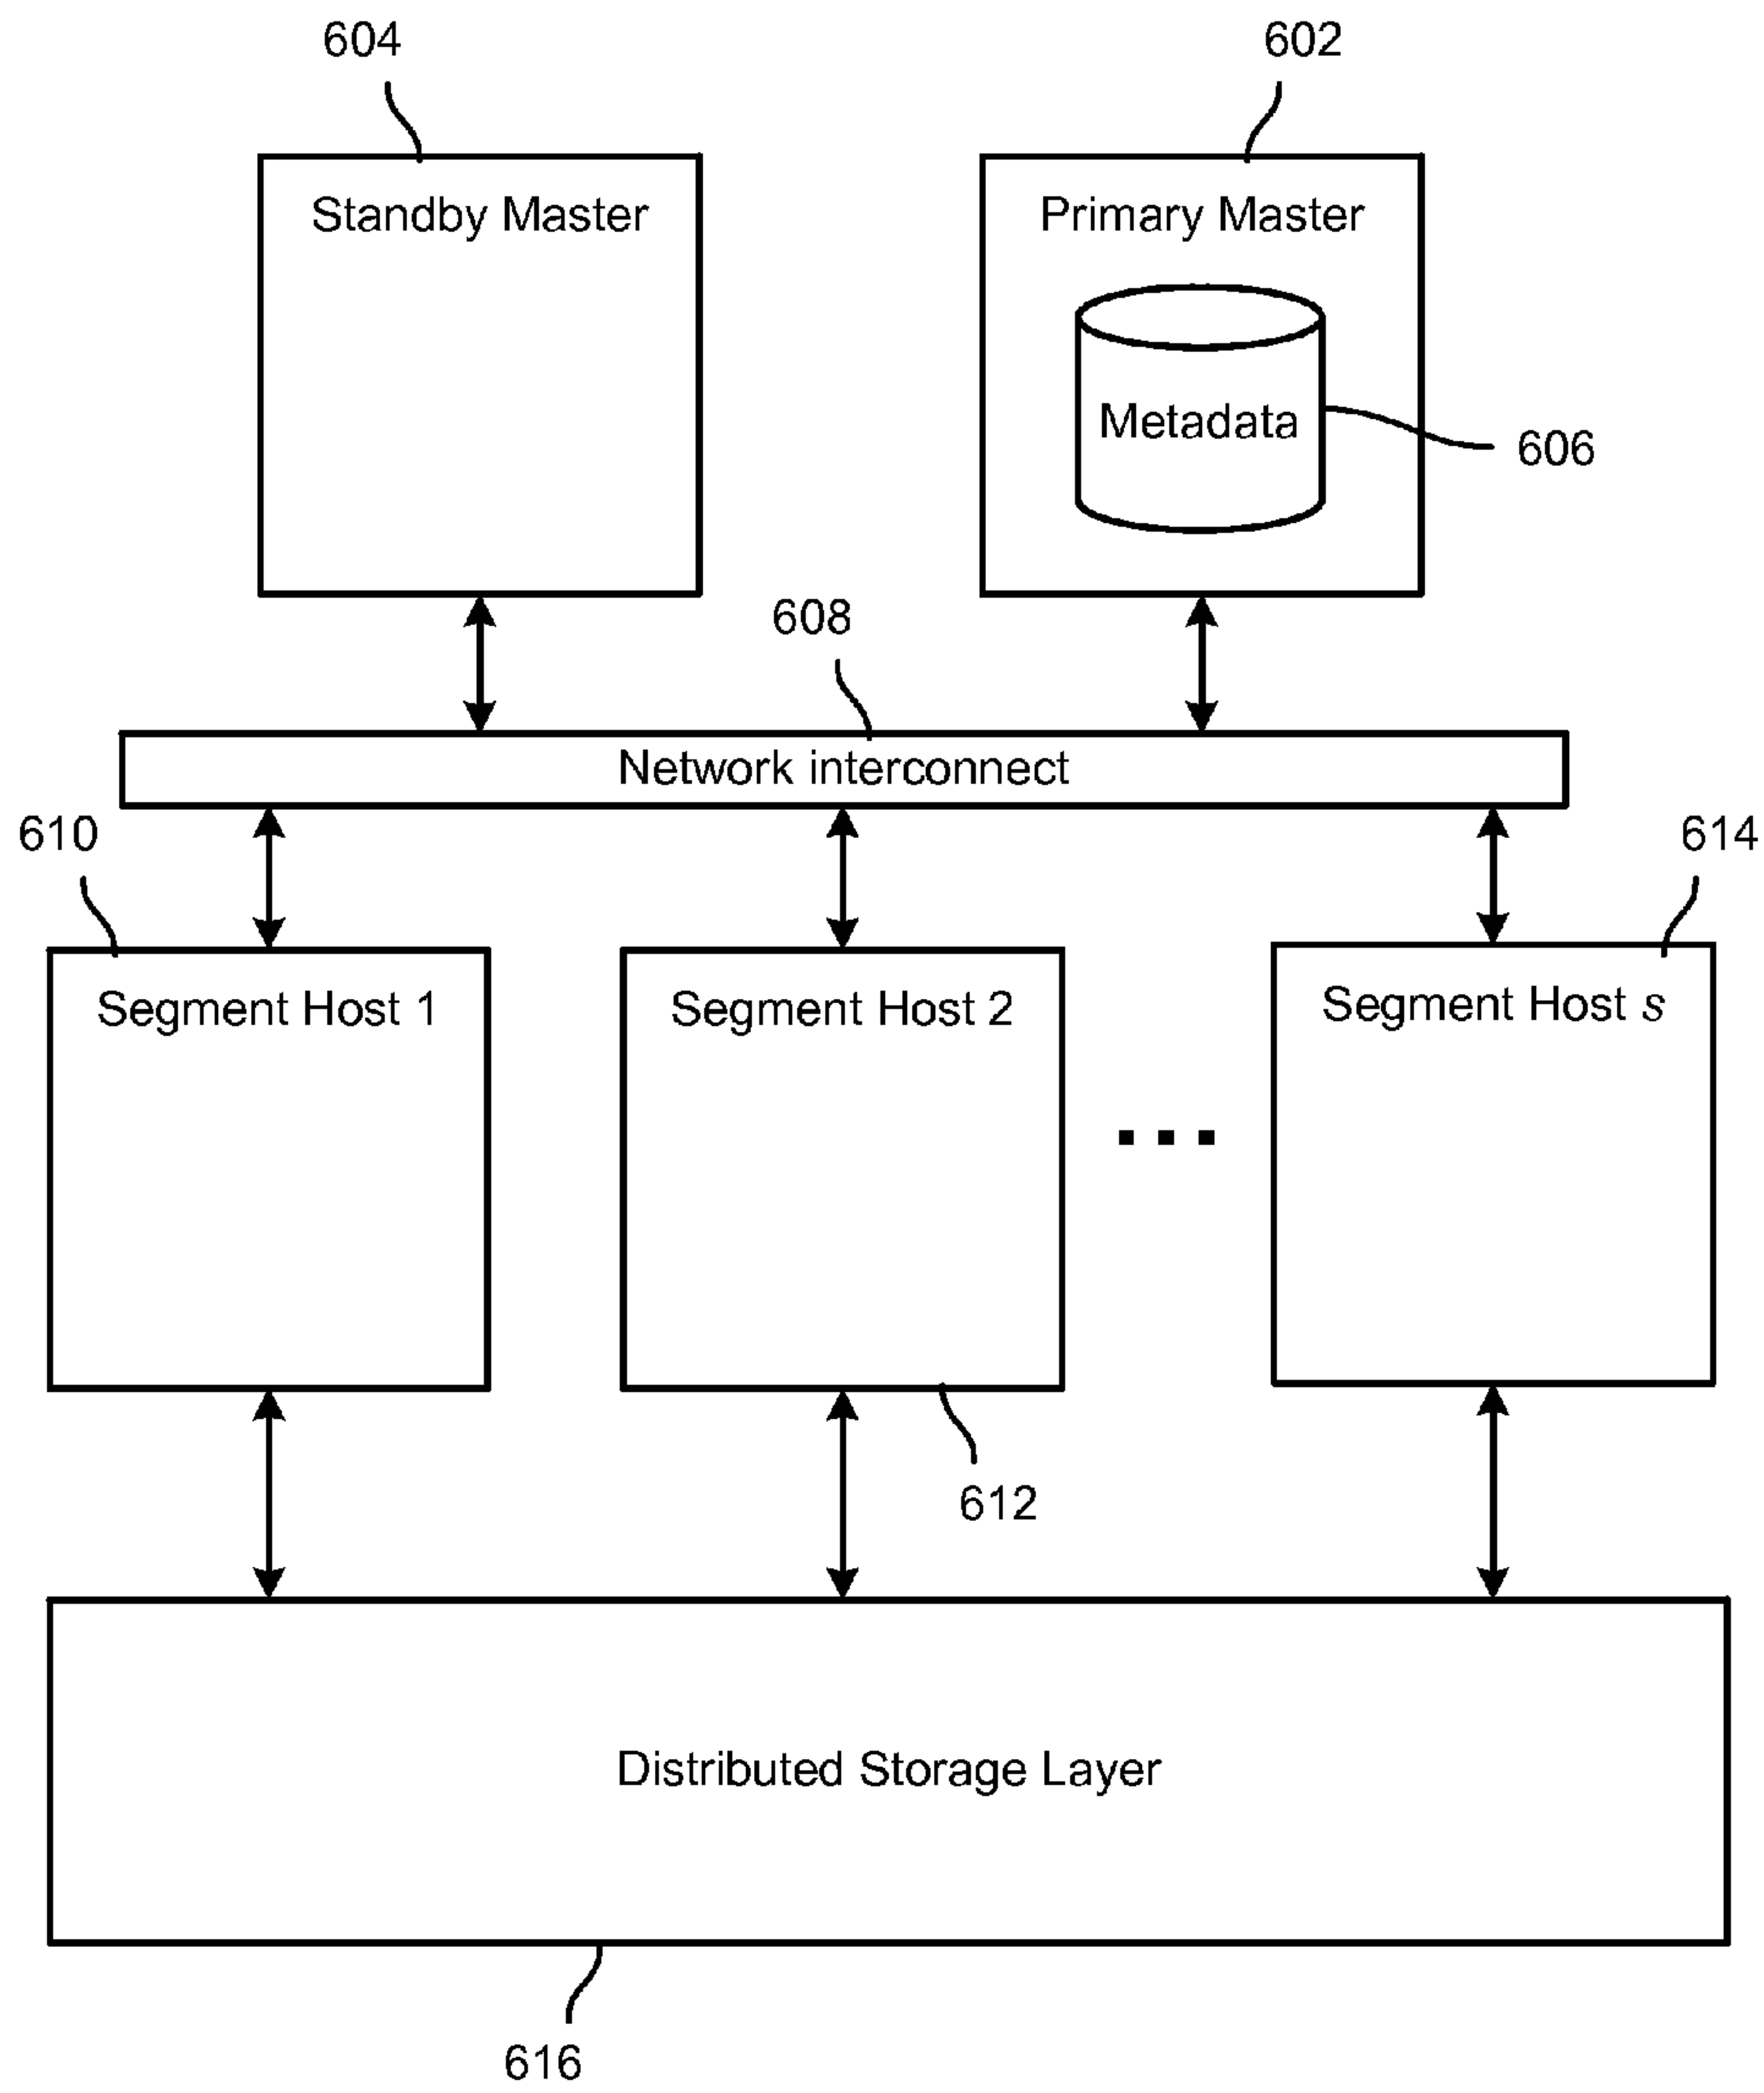 604
602
Standby Master
Primary Master
Metadata
606
608
Network interconnect
610
614
Segment Host 1
Segment Host 2
Segment Host s
612
Distributed Storage Layer
616